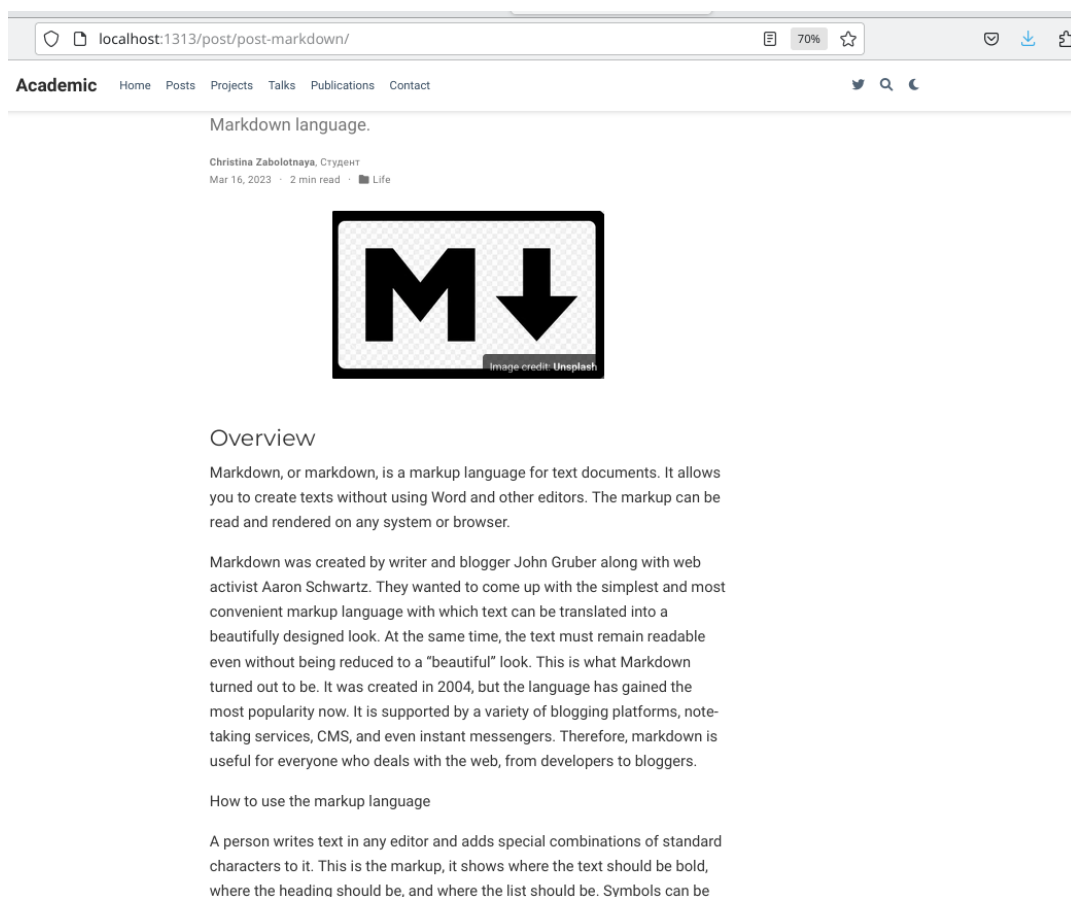 localhost:1313/post/post-markdown/
70%
Academic Home Posts Projects Talks Publications Contact
Markdown language.
Christina Zabolotnaya, Студент
Mar 16, 2023 · 2 min read · Life
M
Image credit: Unsplash
Overview
Markdown, or markdown, is a markup language for text documents. It allows
you to create texts without using Word and other editors. The markup can be
read and rendered on any system or browser.
Markdown was created by writer and blogger John Gruber along with web
activist Aaron Schwartz. They wanted to come up with the simplest and most
convenient markup language with which text can be translated into a
beautifully designed look. At the same time, the text must remain readable
even without being reduced to a “beautiful” look. This is what Markdown
turned out to be. It was created in 2004, but the language has gained the
most popularity now. It is supported by a variety of blogging platforms, note-
taking services, CMS, and even instant messengers. Therefore, markdown is
useful for everyone who deals with the web, from developers to bloggers.
How to use the markup language
A person writes text in any editor and adds special combinations of standard
characters to it. This is the markup, it shows where the text should be bold,
where the heading should be, and where the list should be. Symbols can be